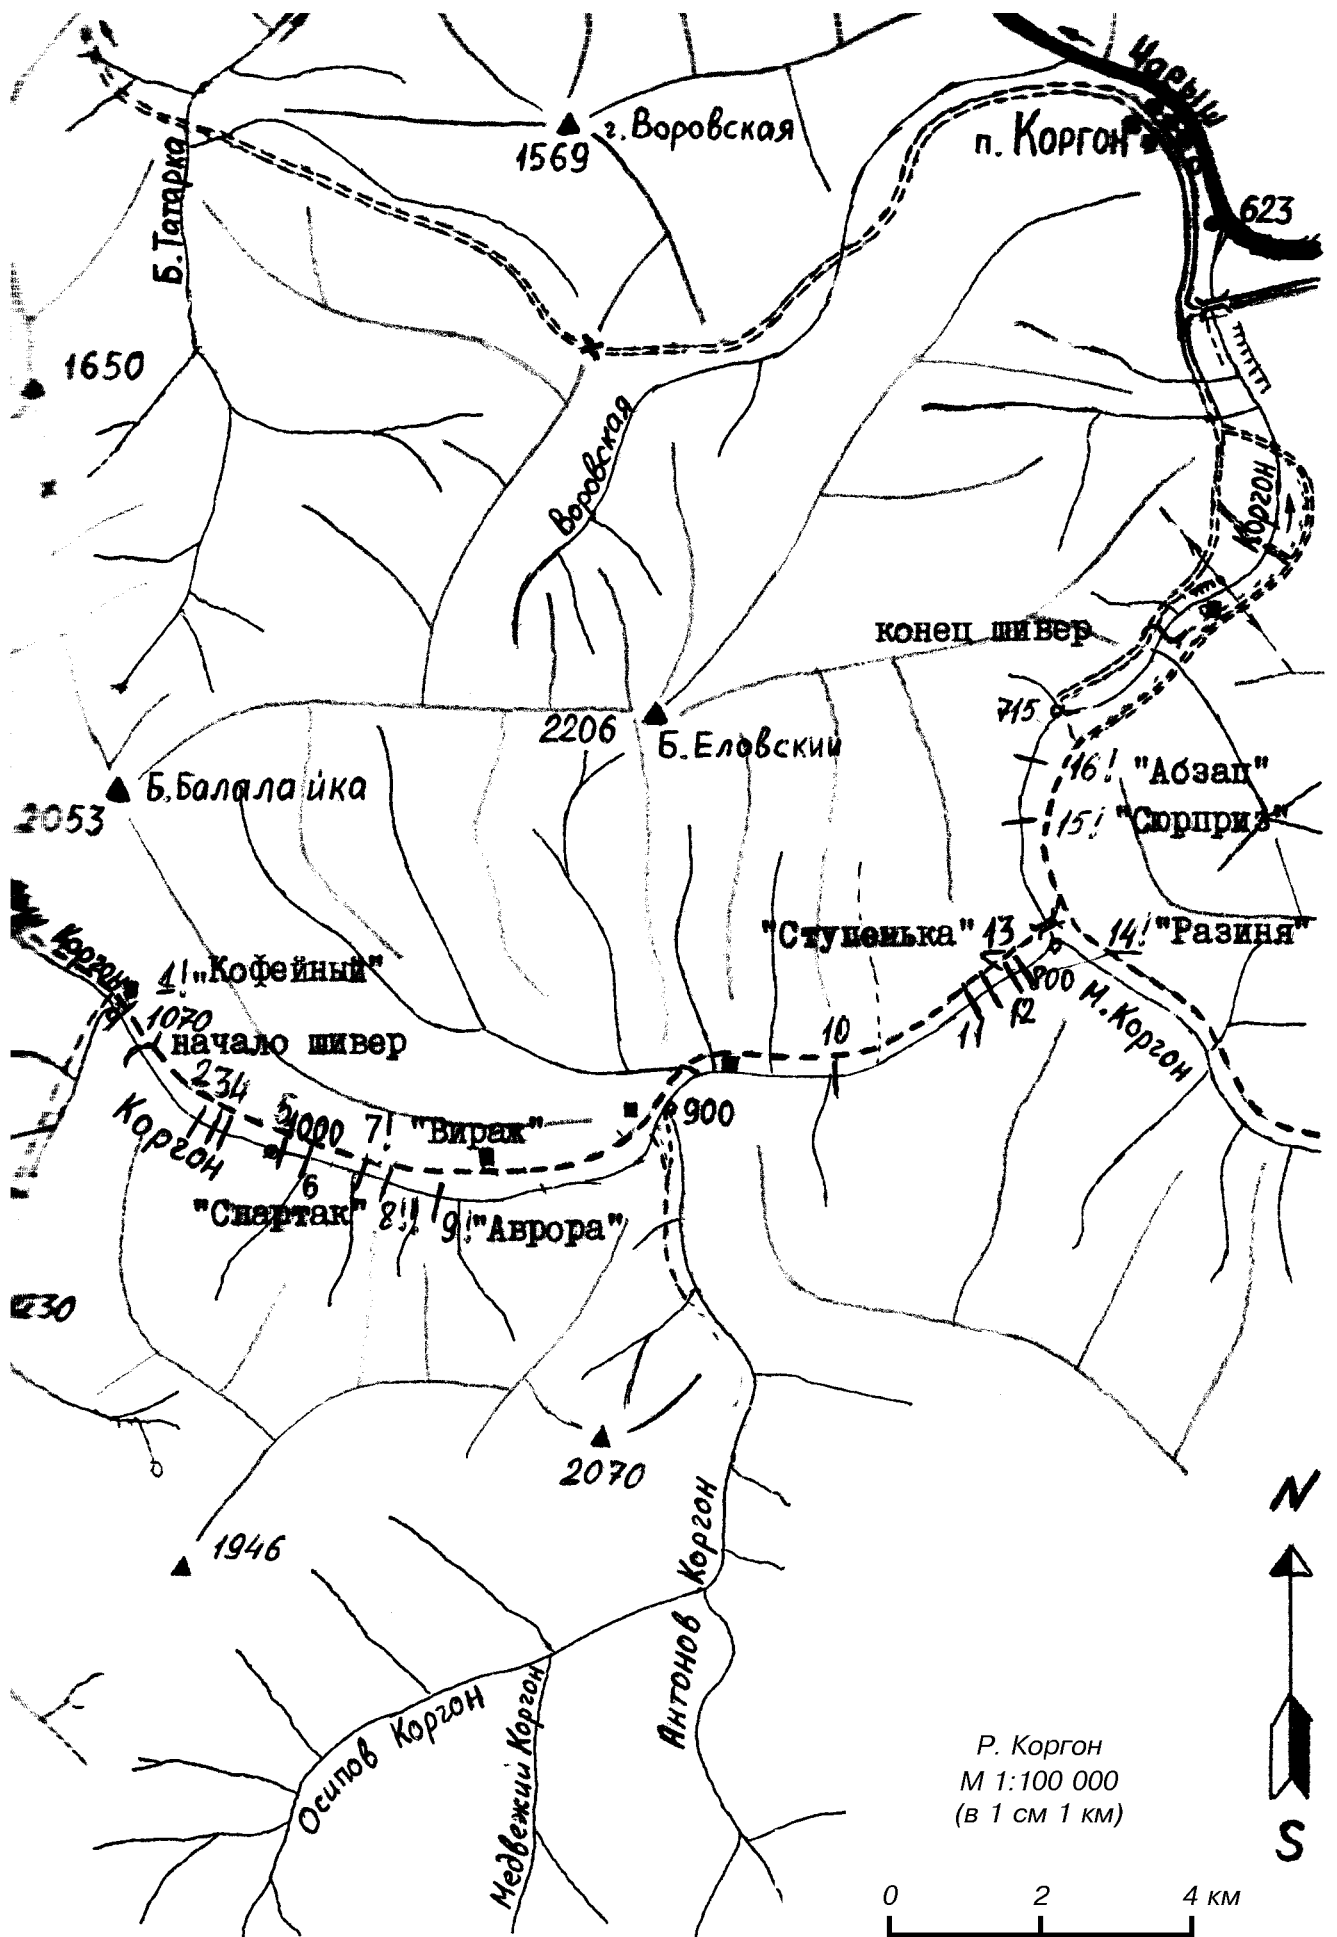 Чарыш
г. Воровская
п. Коргон
1569
623
Б. Татарка
1650
Воровская
Коргон
конец шивер
715
2206
Б. Еловский
16! "Абзац"
Б. Балалайка
2053
15! "Сюрприз"
"Ступенька" 13
14! "Разиня"
Коргон
1! "Кофейный"
800
1070
М. Коргон
10
11
12
начало шивер
2 3 4
Коргон
5
1000
7! "Вираж"
900
6
"Спартак"
8!!
9! "Аврора"
2070
1946
Коргон
Антонов
Осипов Коргон
Медвежий Коргон
N
Р. Коргон
М 1:100 000
(в 1 см 1 км)
S
0 2 4 км